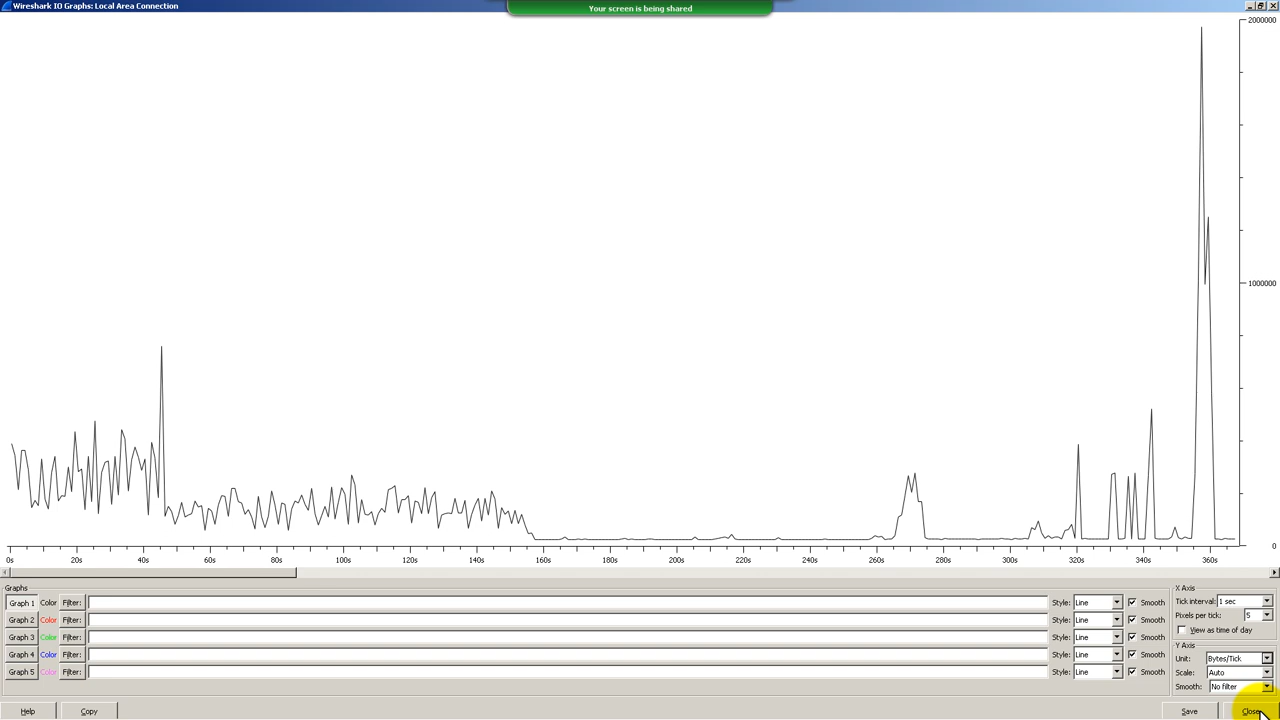 Wireshark IO Graphs: Local Area Connection
Your screen is being shared
2000000
1000000
0
0s 20s 40s 60s 80s 100s 120s 140s 160s 180s 200s 220s 240s 260s 280s 300s 320s 340s 360s
Graphs
Graph 1 Color Filter: Style: Line Smooth
Graph 2 Color Filter: Style: Line Smooth
Graph 3 Color Filter: Style: Line Smooth
Graph 4 Color Filter: Style: Line Smooth
Graph 5 Color Filter: Style: Line Smooth
X Axis
Tick interval: 1 sec
Pixels per tick: 5
View as time of day
Y Axis
Unit: Bytes/Tick
Scale: Auto
Smooth: No filter
Help Copy Save Close